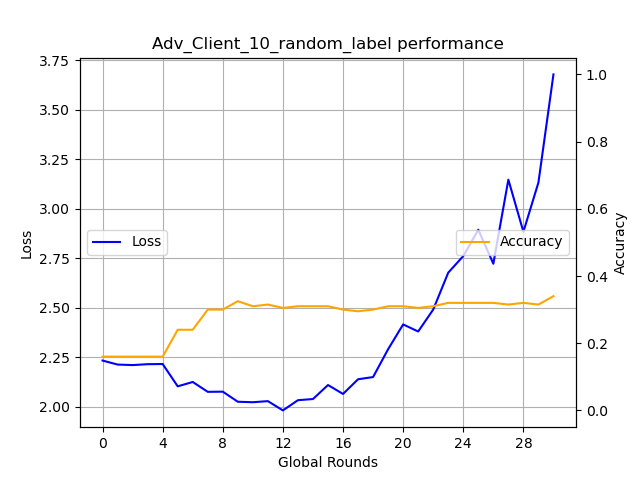 Adv_Client_10_random_label performance
3.75
3.50
3.25
3.00
2.75
2.50
2.25
2.00
Loss
Loss
Accuracy
1.0
0.8
0.6
0.4
0.2
0.0
Accuracy
0 4 8 12 16 20 24 28
Global Rounds